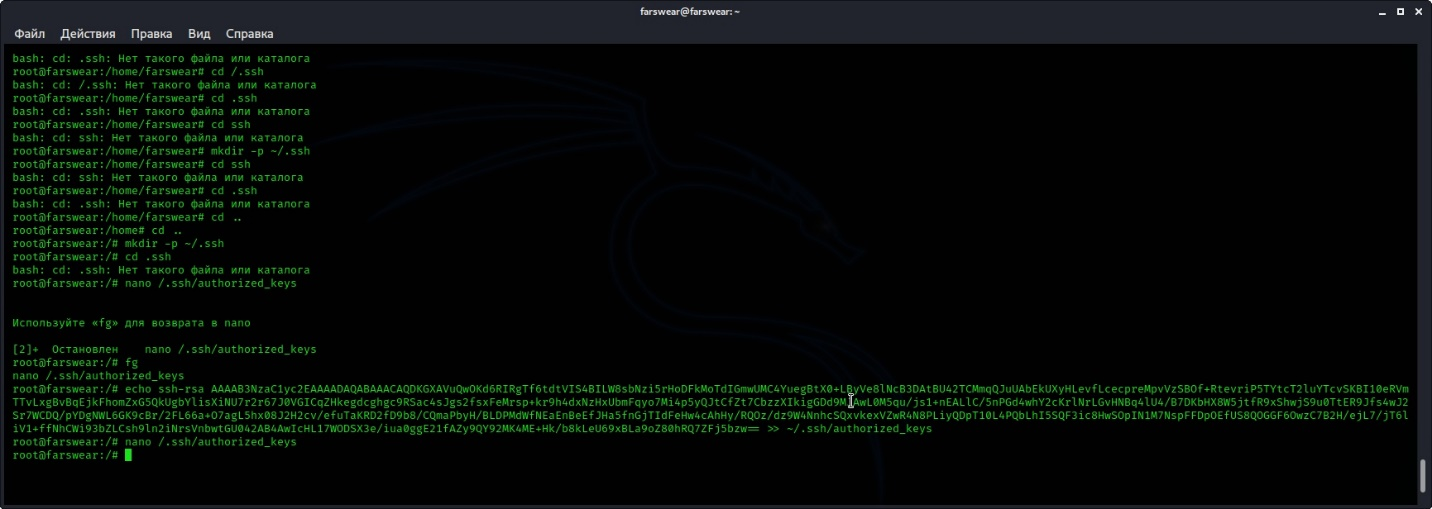 farswear@farswear: ~
Файл Действия Правка Вид Справка
bash: cd: .ssh: Нет такого файла или каталога
root@farswear:/home/farswear# cd /.ssh
bash: cd: /.ssh: Нет такого файла или каталога
root@farswear:/home/farswear# cd .ssh
bash: cd: .ssh: Нет такого файла или каталога
root@farswear:/home/farswear# cd ssh
bash: cd: ssh: Нет такого файла или каталога
root@farswear:/home/farswear# mkdir -p ~/.ssh
root@farswear:/home/farswear# cd ssh
bash: cd: ssh: Нет такого файла или каталога
root@farswear:/home/farswear# cd .ssh
bash: cd: .ssh: Нет такого файла или каталога
root@farswear:/home/farswear# cd ..
root@farswear:/home# cd ..
root@farswear:/# mkdir -p ~/.ssh
root@farswear:/# cd .ssh
bash: cd: .ssh: Нет такого файла или каталога
root@farswear:/# nano /.ssh/authorized_keys
Используйте «fg» для возврата в nano
[2]+ Остановлен nano /.ssh/authorized_keys
root@farswear:/# fg
nano /.ssh/authorized_keys
root@farswear:/# echo ssh-rsa
>> ~/.ssh/authorized_keys
root@farswear:/# nano /.ssh/authorized_keys
root@farswear:/#